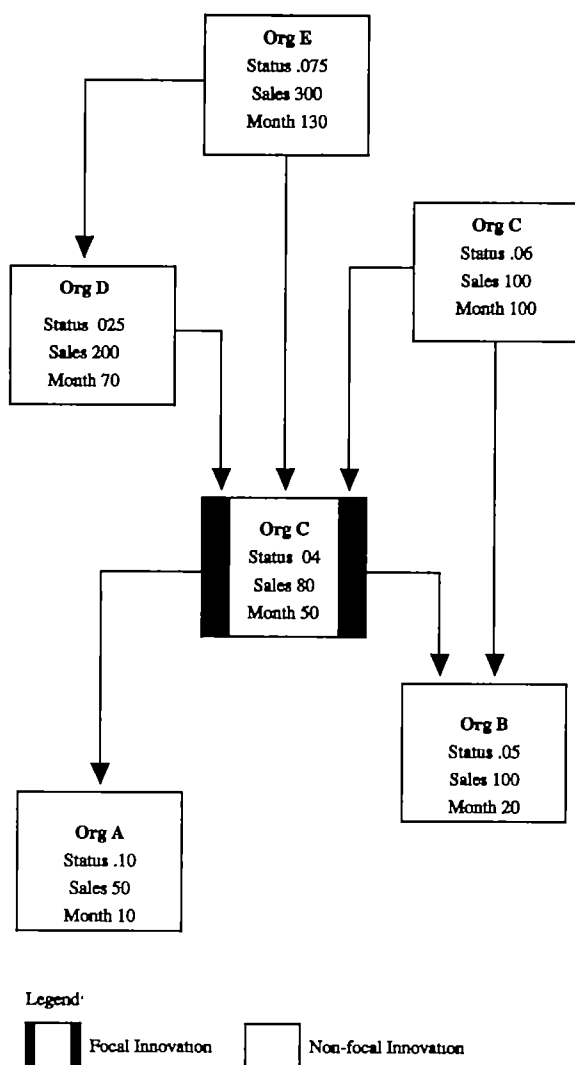 Org E
Status .075
Sales 300
Month 130
Org C
Status .06
Sales 100
Month 100
Org D
Status 025
Sales 200
Month 70
Org C
Status 04
Sales 80
Month 50
Org B
Status .05
Sales 100
Month 20
Org A
Status .10
Sales 50
Month 10
Legend:
Focal Innovation
Non-focal Innovation